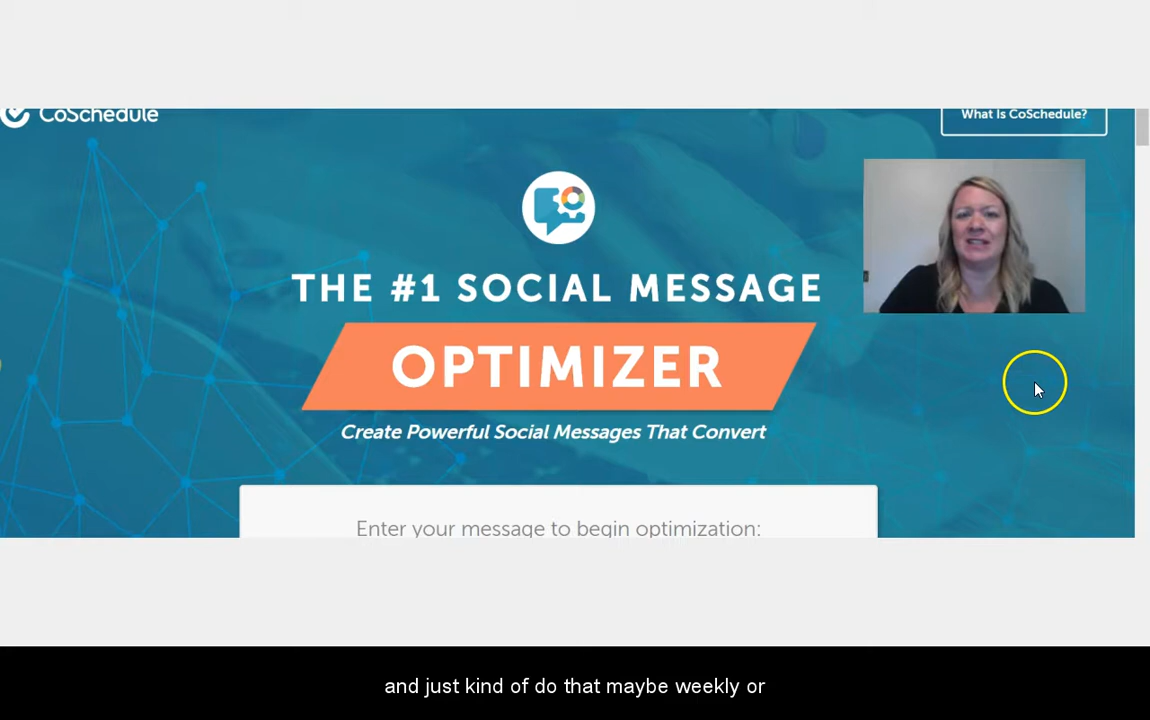 CoSchedule
What Is CoSchedule?
THE #1 SOCIAL MESSAGE
OPTIMIZER
Create Powerful Social Messages That Convert
Enter your message to begin optimization:
and just kind of do that maybe weekly or